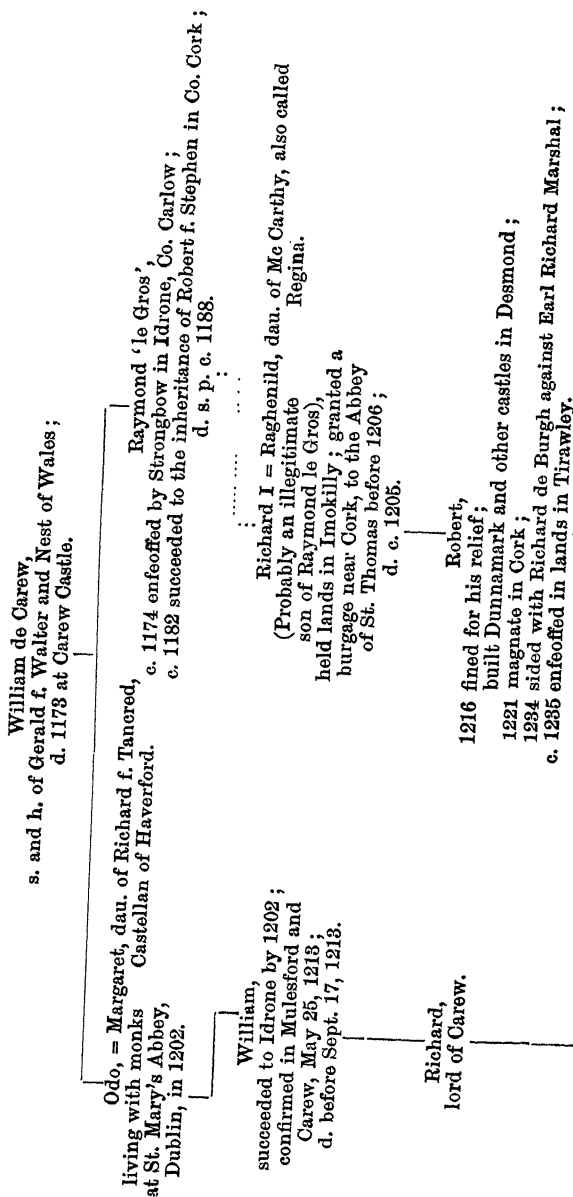 William de Carew,
s. and h. of Gerald f. Walter and Nest of Wales;
d. 1173 at Carew Castle.
Odo, = Margaret, dau. of Richard f. Tancred,
living with monks Castellan of Haverford.
at St. Mary's Abbey,
Dublin, in 1202.
Raymond 'le Gros',
c. 1174 enfeoffed by Strongbow in Idrone, Co. Carlow;
c. 1182 succeeded to the inheritance of Robert f. Stephen in Co. Cork;
d. s. p. c. 1188.
William,
succeeded to Idrone by 1202;
confirmed in Mulesford and
Carew, May 25, 1213;
d. before Sept. 17, 1213.
Richard I = Raghenild, dau. of Mc Carthy, also called
(Probably an illegitimate Regina.
son of Raymond le Gros),
held lands in Imokilly; granted a
burgage near Cork, to the Abbey
of St. Thomas before 1206;
d. c. 1205.
Richard,
lord of Carew.
Robert,
1216 fined for his relief;
built Dunnamark and other castles in Desmond;
1221 magnate in Cork;
1234 sided with Richard de Burgh against Earl Richard Marshal;
c. 1235 enfeoffed in lands in Tirawley.